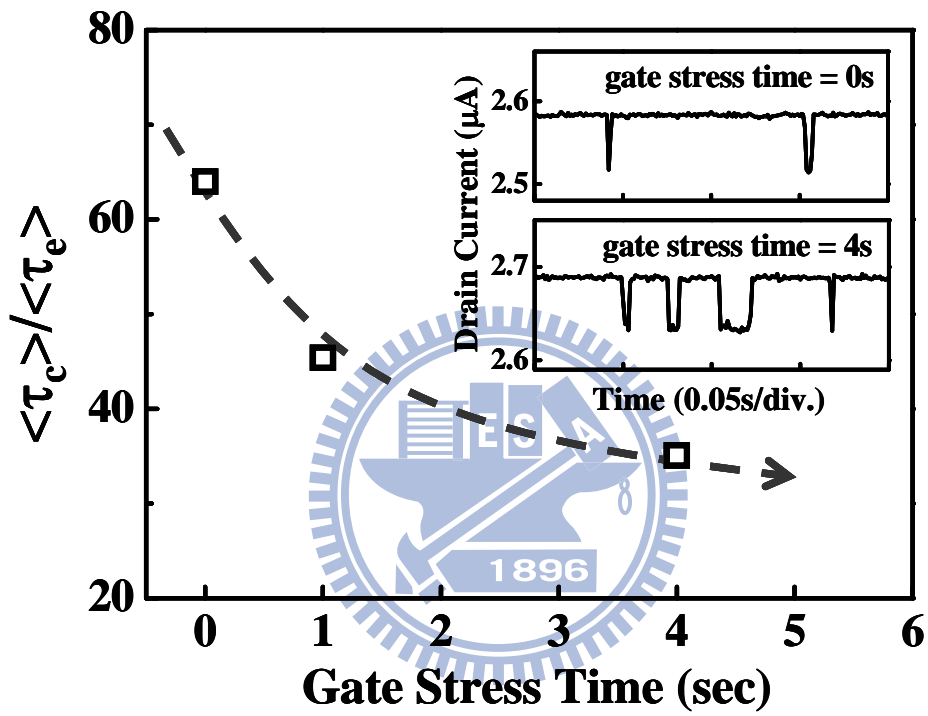 80
60
40
20
<τc>/<τe>
0 1 2 3 4 5 6
Gate Stress Time (sec)
Drain Current (μA)
2.6
2.5
gate stress time = 0s
2.7
2.6
gate stress time = 4s
Time (0.05s/div.)
E S A
1896